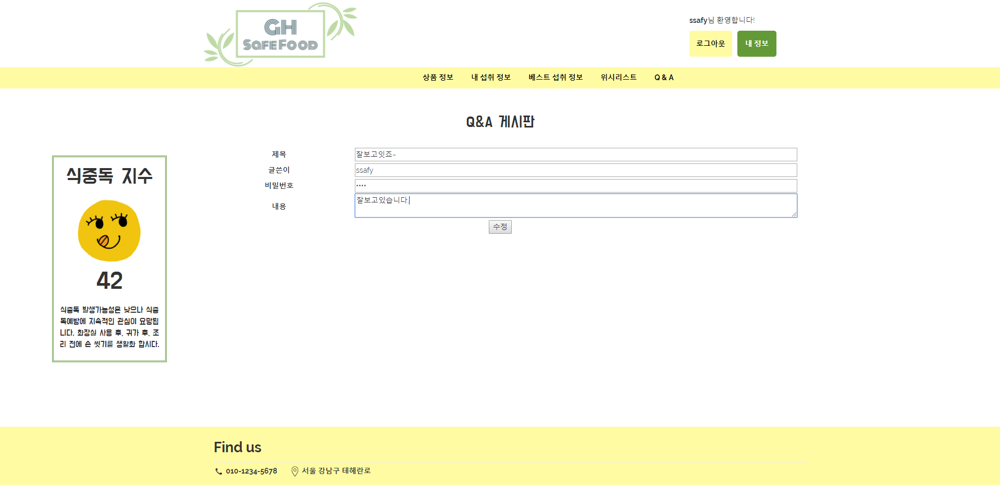 GH
SAFE FOOD
ssafy님 환영합니다!
로그아웃 내 정보
상품 정보 내 섭취 정보 베스트 섭취 정보 위시리스트 Q & A
Q&A 게시판
제목 잘보고잇죠~
글쓴이 ssafy
비밀번호 ••••
내용 잘보고있습니다.
수정
식중독 지수
42
식중독 발생가능성은 낮으나 식중
독예방에 지속적인 관심이 요망됩
니다. 화장실 사용 후, 귀가 후, 조
리 전에 손 씻기를 생활화 합시다.
Find us
010-1234-5678 서울 강남구 테헤란로